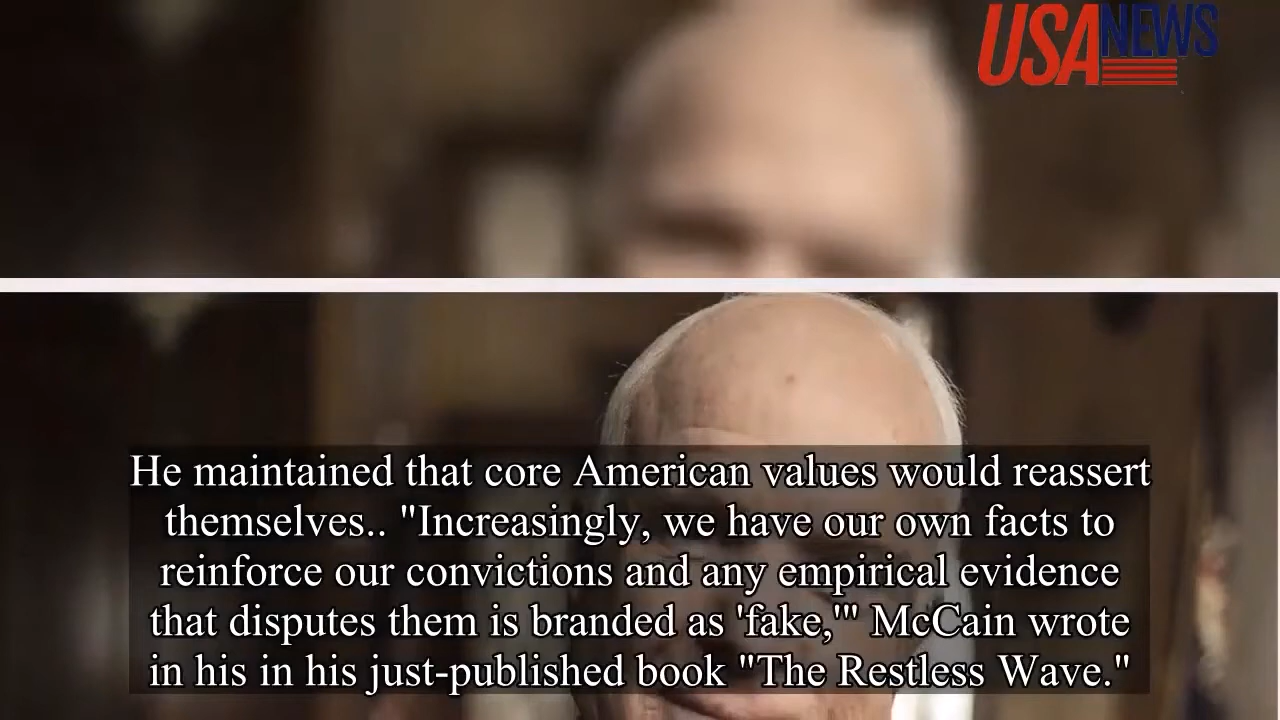 USA NEWS
He maintained that core American values would reassert
themselves.. "Increasingly, we have our own facts to
reinforce our convictions and any empirical evidence
that disputes them is branded as 'fake,'" McCain wrote
in his in his just-published book "The Restless Wave."